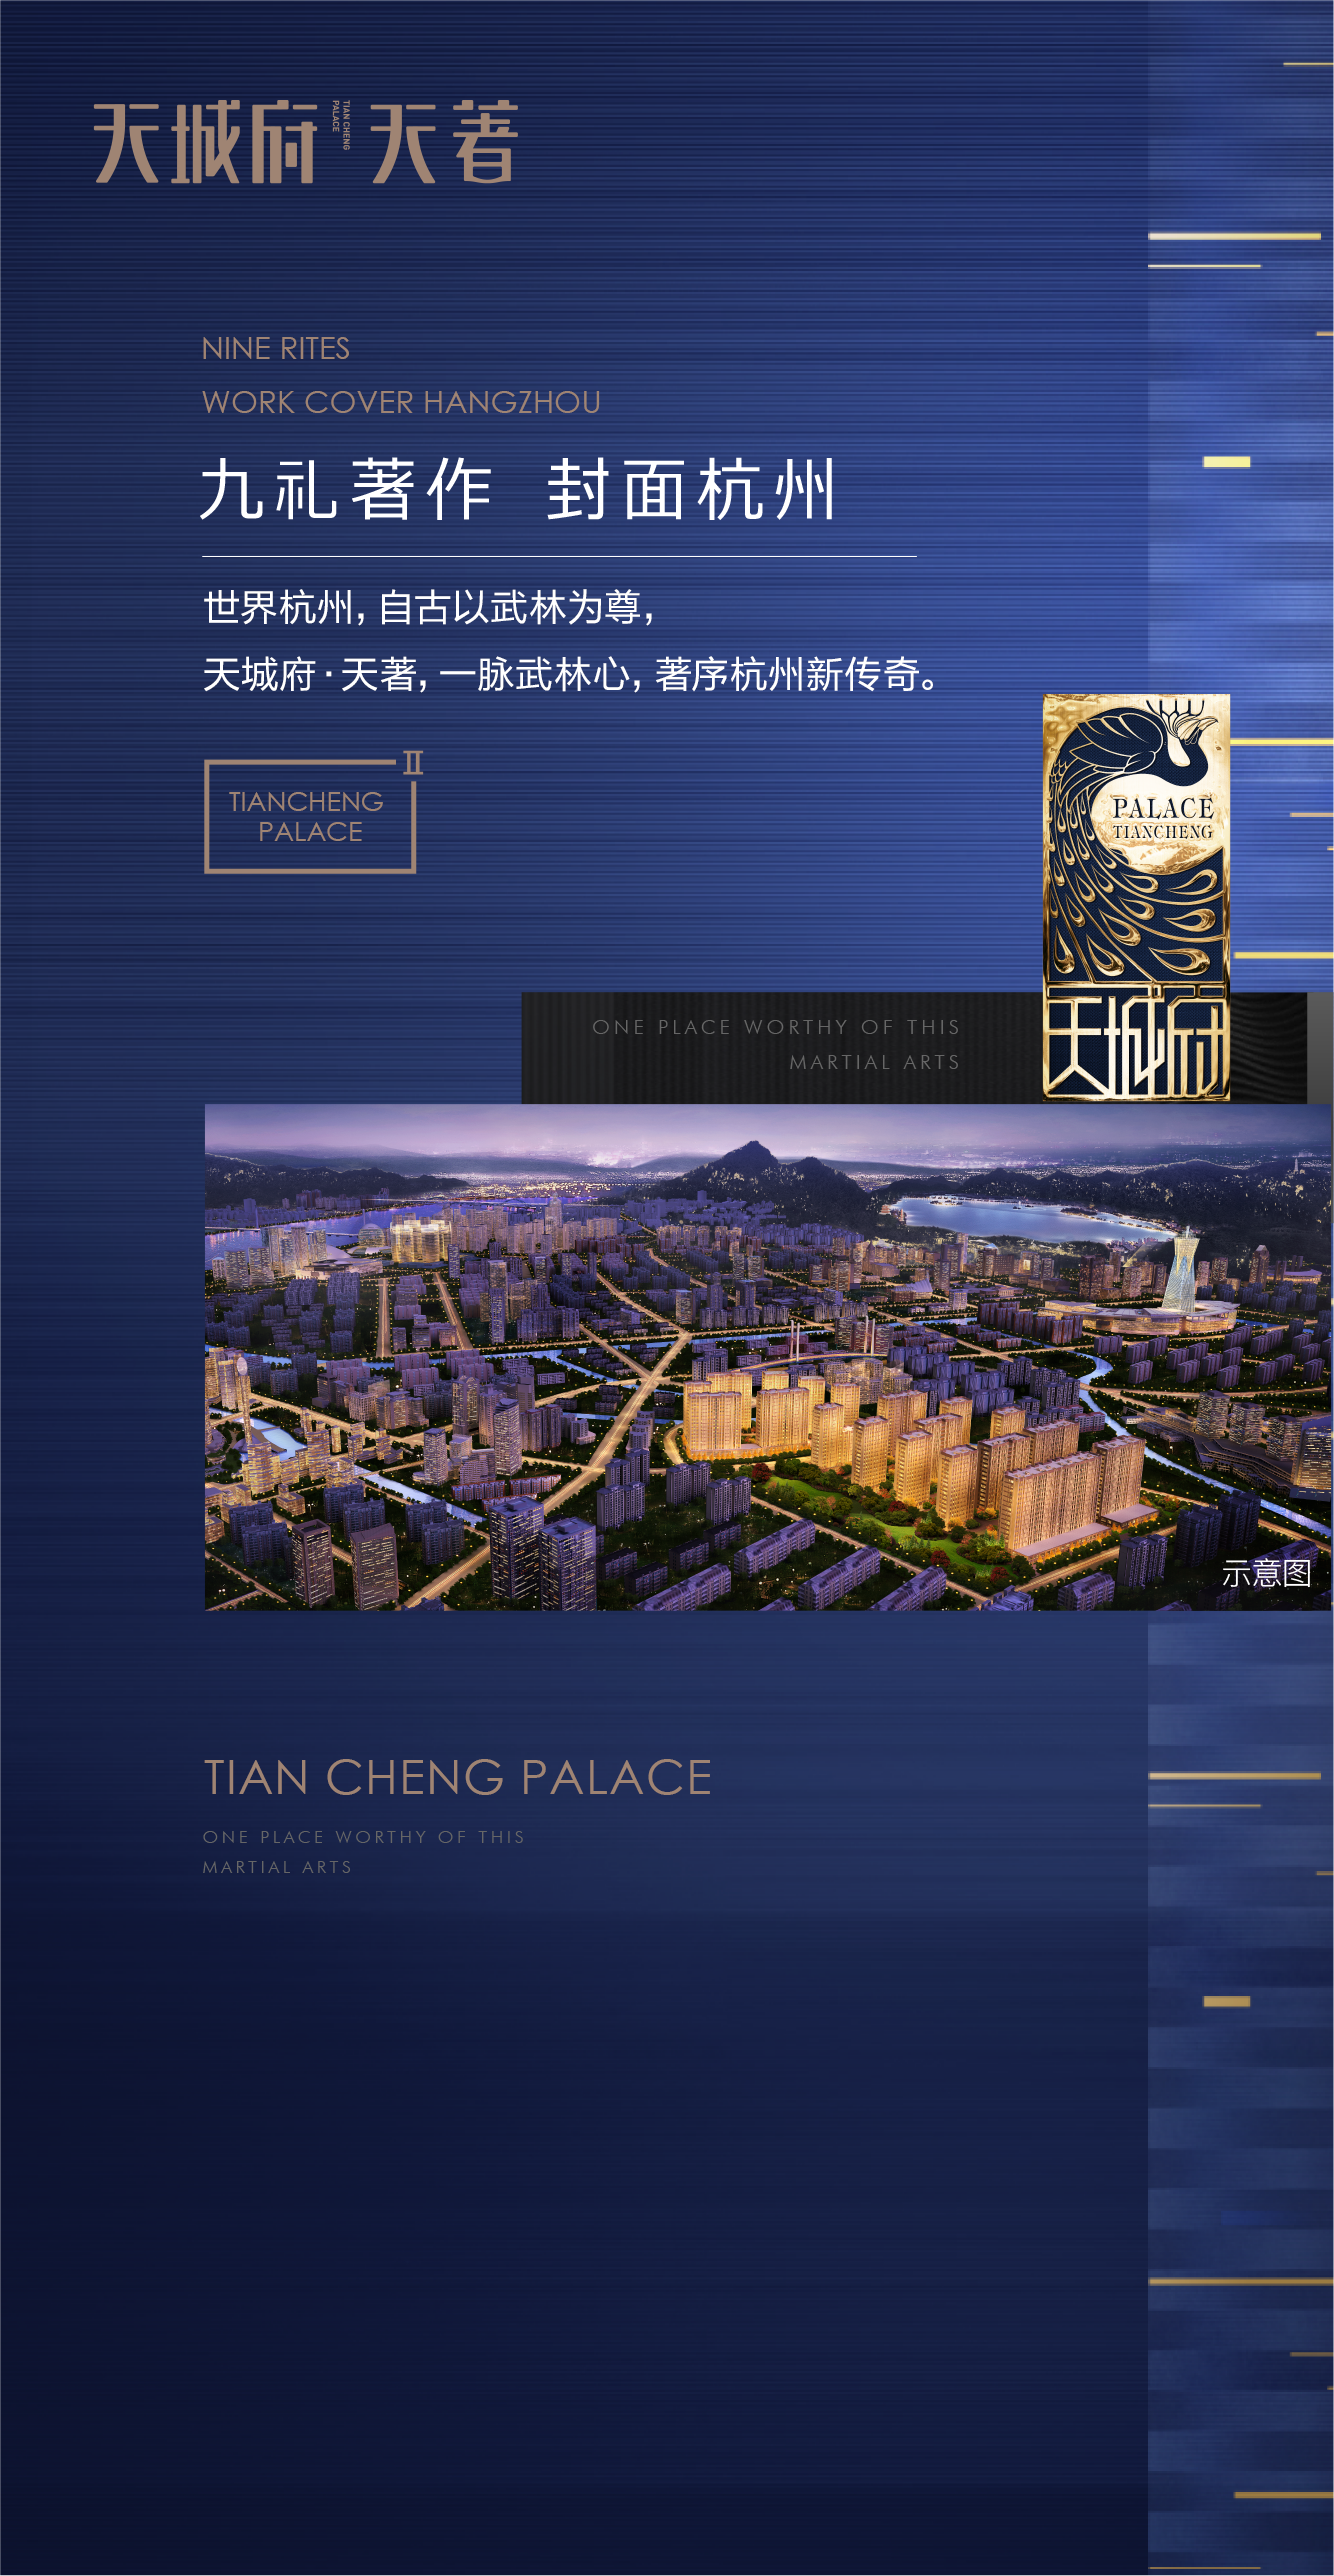 天城府 TIAN CHENG PALACE 天著
NINE RITES
WORK COVER HANGZHOU
九礼著作 封面杭州
世界杭州，自古以武林为尊，
天城府·天著，一脉武林心，著序杭州新传奇。
II
TIANCHENG
PALACE
PALACE
TIANCHENG
天城府
ONE PLACE WORTHY OF THIS
MARTIAL ARTS
示意图
TIAN CHENG PALACE
ONE PLACE WORTHY OF THIS
MARTIAL ARTS